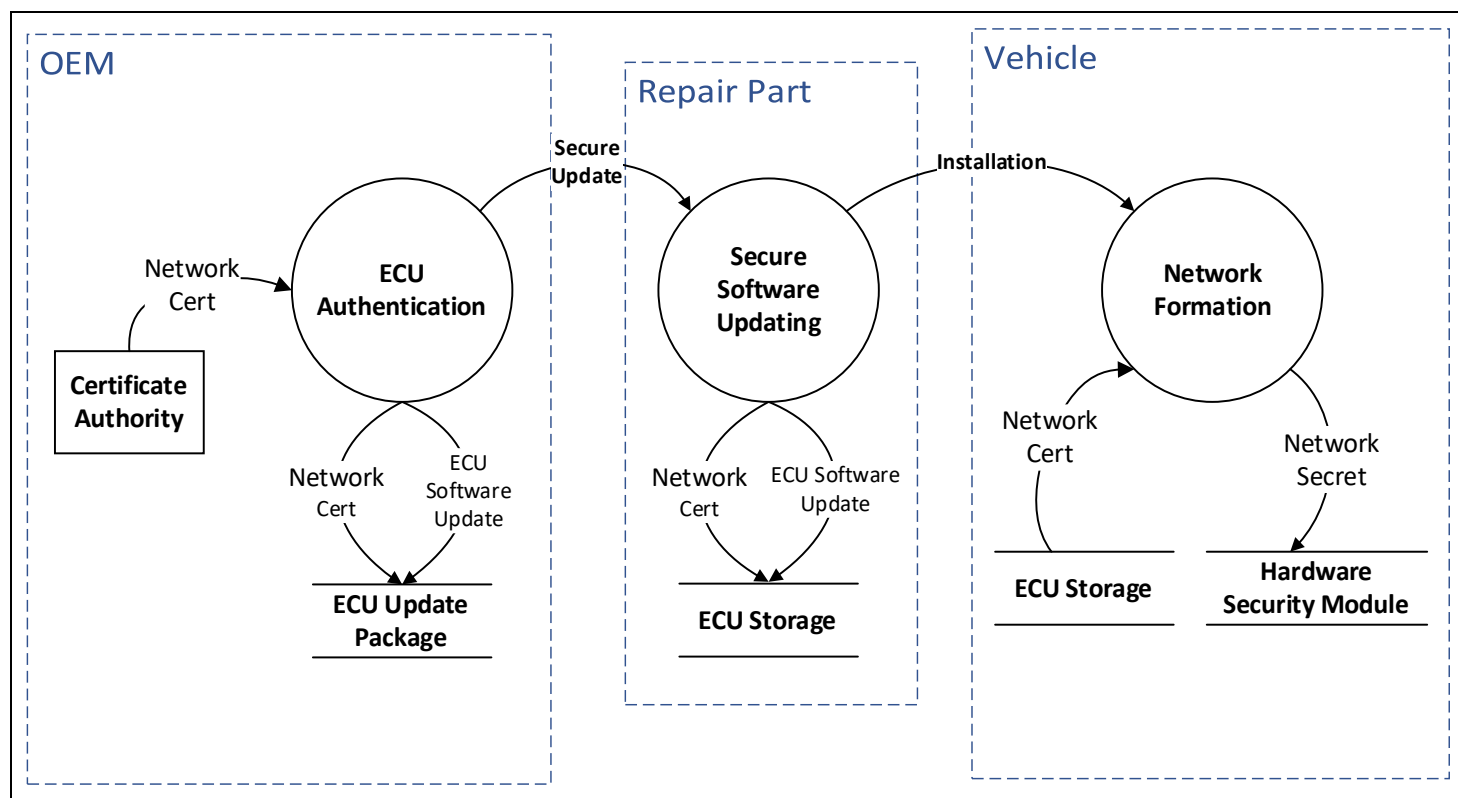 OEM
Repair Part
Vehicle
Secure
Update
Installation
Network
Cert
ECU
Authentication
Secure
Software
Updating
Network
Formation
Certificate
Authority
Network
Cert
ECU
Software
Update
Network
Cert
ECU Software
Update
Network
Cert
Network
Secret
ECU Update
Package
ECU Storage
ECU Storage
Hardware
Security Module